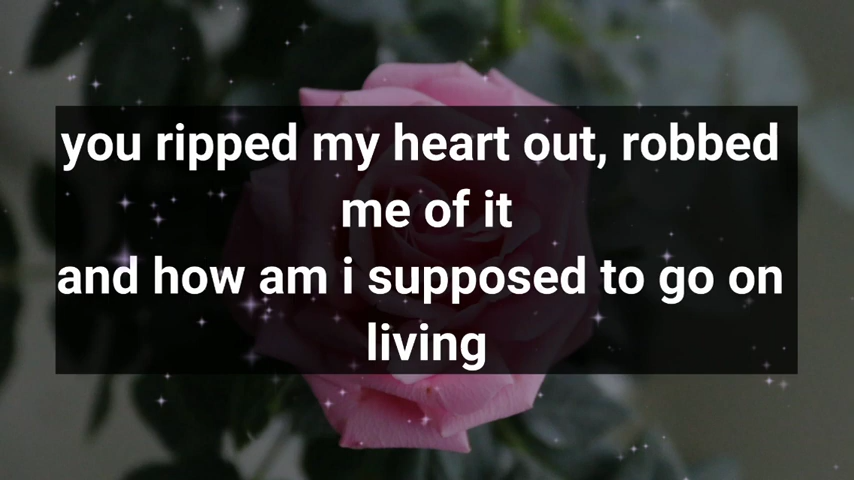 you ripped my heart out, robbed
me of it
and how am i supposed to go on
living